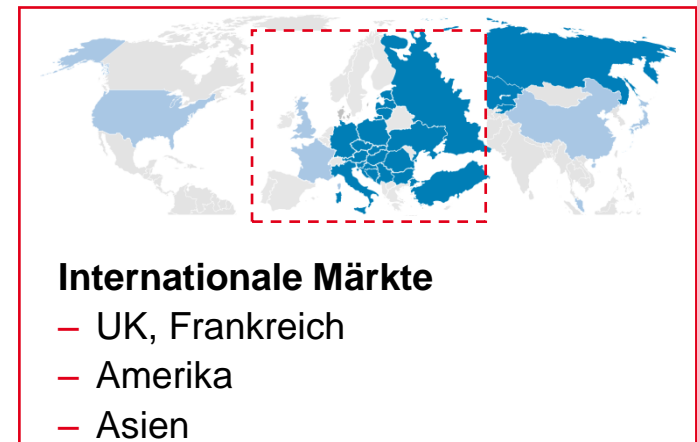 Internationale Märkte
– UK, Frankreich
– Amerika
– Asien